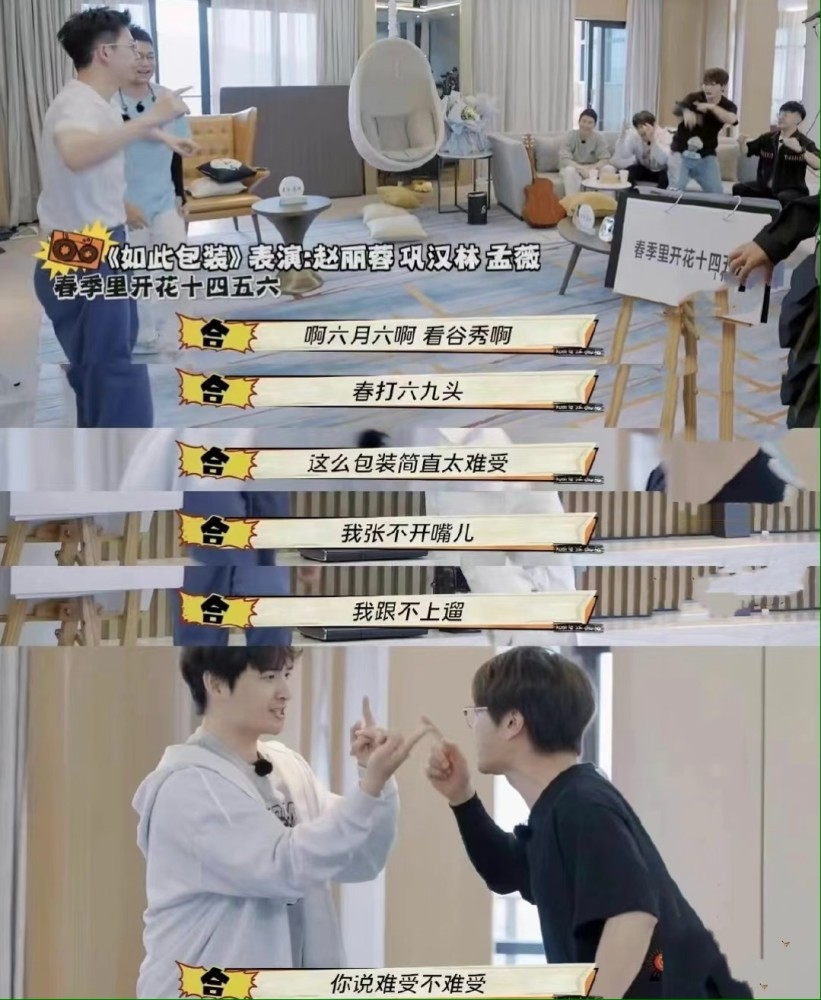 《如此包装》表演:赵丽蓉 巩汉林 孟薇
春季里开花十四五六
春季里开花十四五
合 啊六月六啊 看谷秀啊
合 春打六九头
合 这么包装简直太难受
合 我张不开嘴儿
合 我跟不上遛
合 你说难受不难受